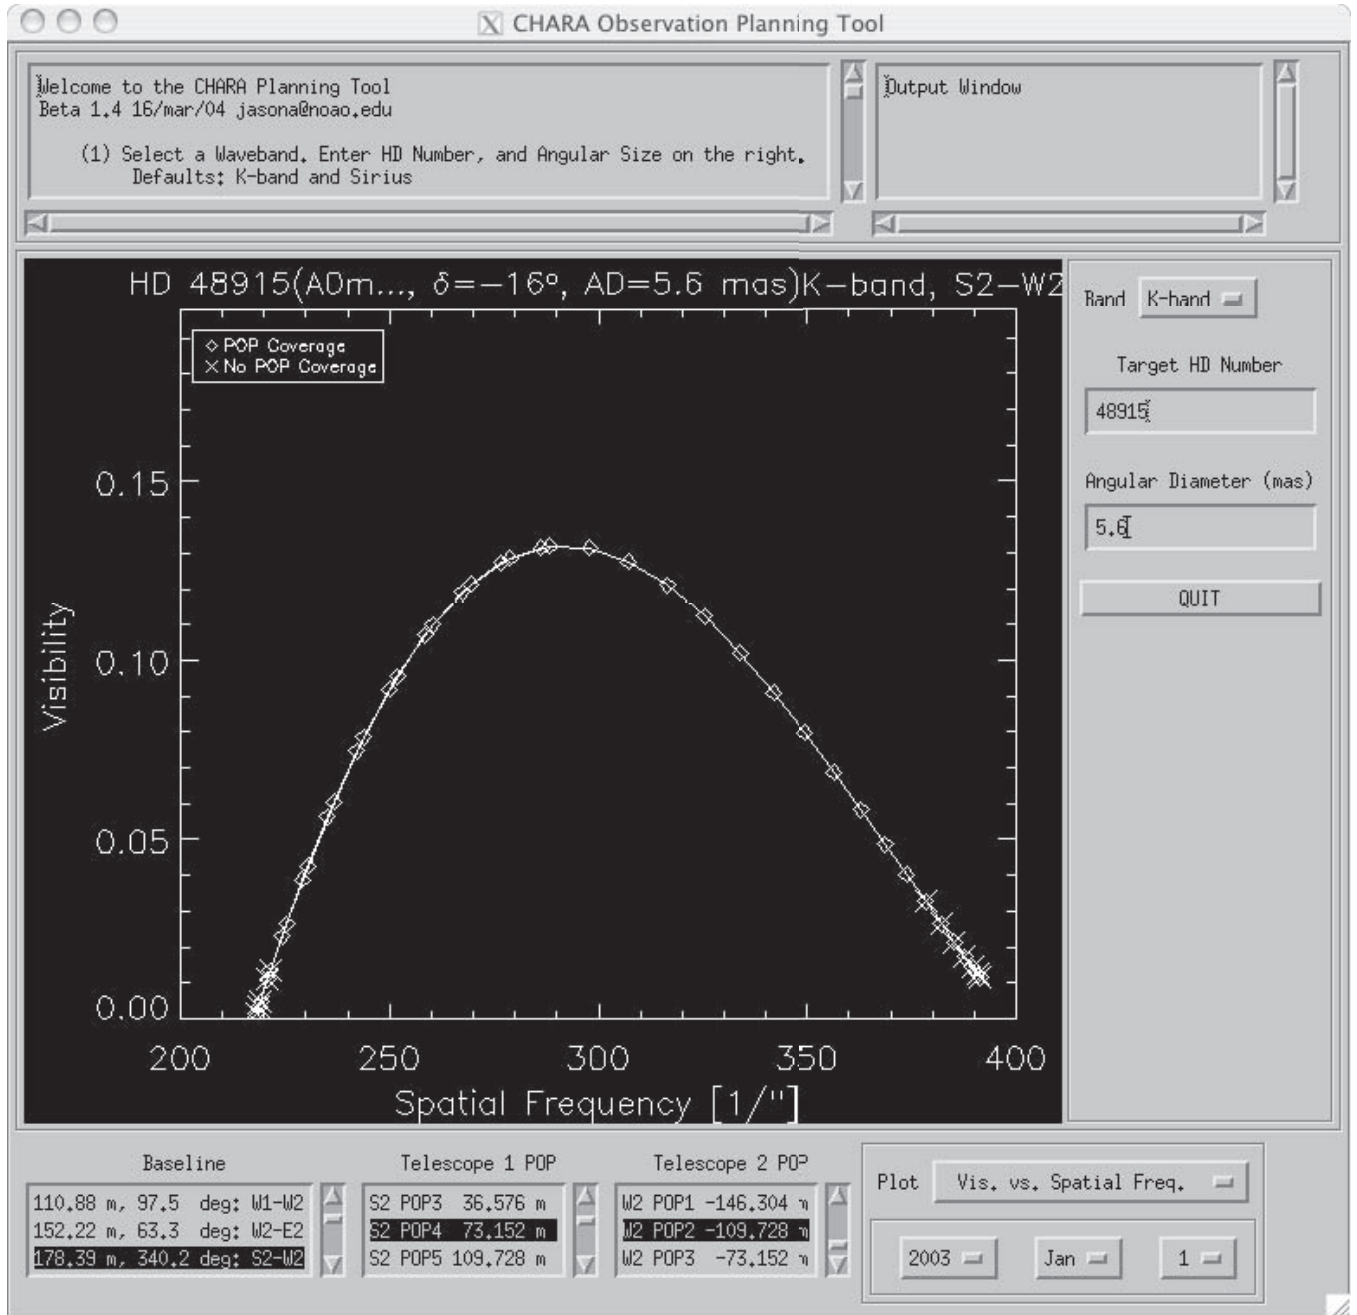 CHARA Observation Planning Tool
Welcome to the CHARA Planning Tool
Beta 1.4 16/mar/04 jasona@noao.edu
(1) Select a Waveband. Enter HD Number, and Angular Size on the right.
Defaults: K-band and Sirius
Output Window
HD 48915(A0m..., δ=−16º, AD=5.6 mas)K−band, S2−W2
POP Coverage
No POP Coverage
0.15
0.10
0.05
0.00
Visibility
200 250 300 350 400
Spatial Frequency [1/"]
Band K-band
Target HD Number
48915
Angular Diameter (mas)
5.6
QUIT
Baseline
110.88 m, 97.5 deg: W1-W2
152.22 m, 63.3 deg: W2-E2
178.39 m, 340.2 deg: S2-W2
Telescope 1 POP
S2 POP3 36.576 m
S2 POP4 73.152 m
S2 POP5 109.728 m
Telescope 2 POP
W2 POP1 -146.304 m
W2 POP2 -109.728 m
W2 POP3 -73.152 m
Plot Vis. vs. Spatial Freq.
2003 Jan 1